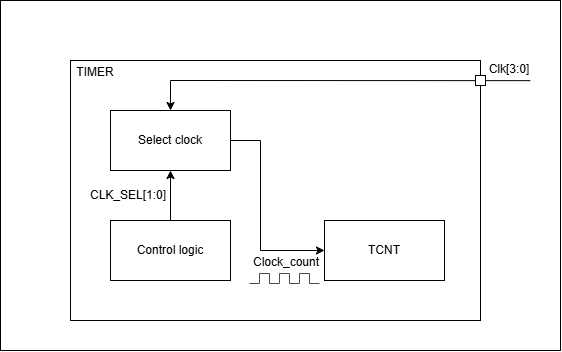 TIMER
Clk[3:0]
Select clock
CLK_SEL[1:0]
Control logic
TCNT
Clock_count